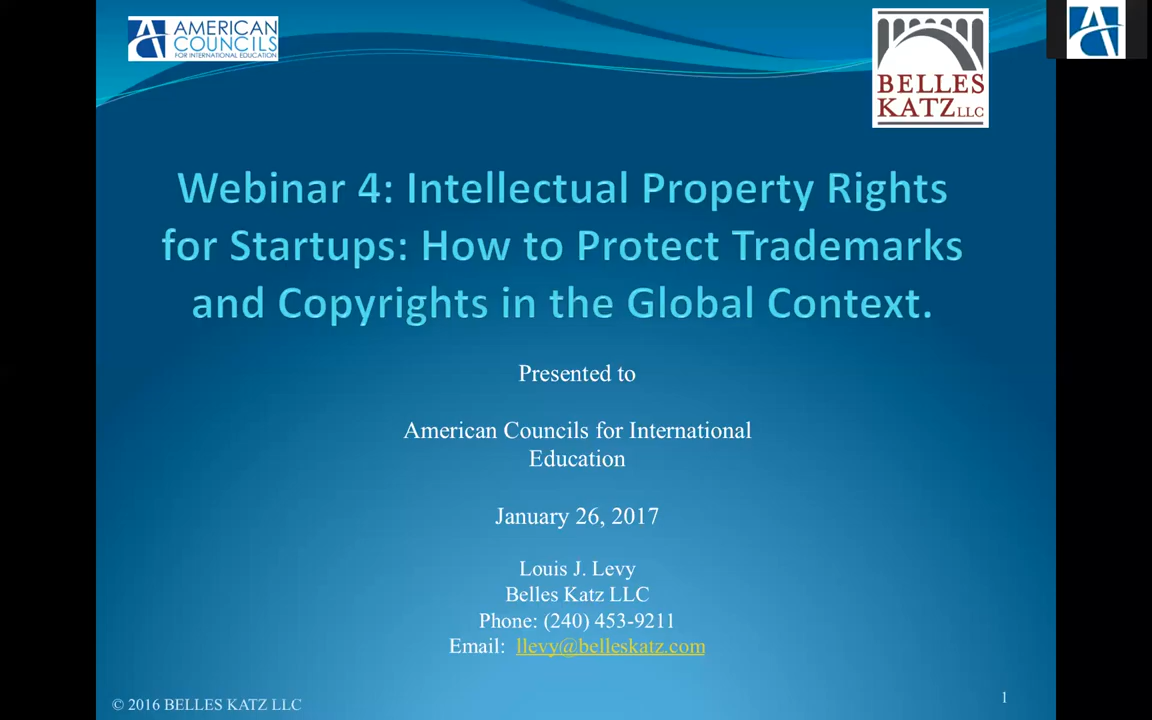 AMERICAN
COUNCILS
FOR INTERNATIONAL EDUCATION
BELLES
KATZ LLC
Webinar 4: Intellectual Property Rights
for Startups: How to Protect Trademarks
and Copyrights in the Global Context.
Presented to
American Councils for International
Education
January 26, 2017
Louis J. Levy
Belles Katz LLC
Phone: (240) 453-9211
Email: llevy@belleskatz.com
© 2016 BELLES KATZ LLC
1